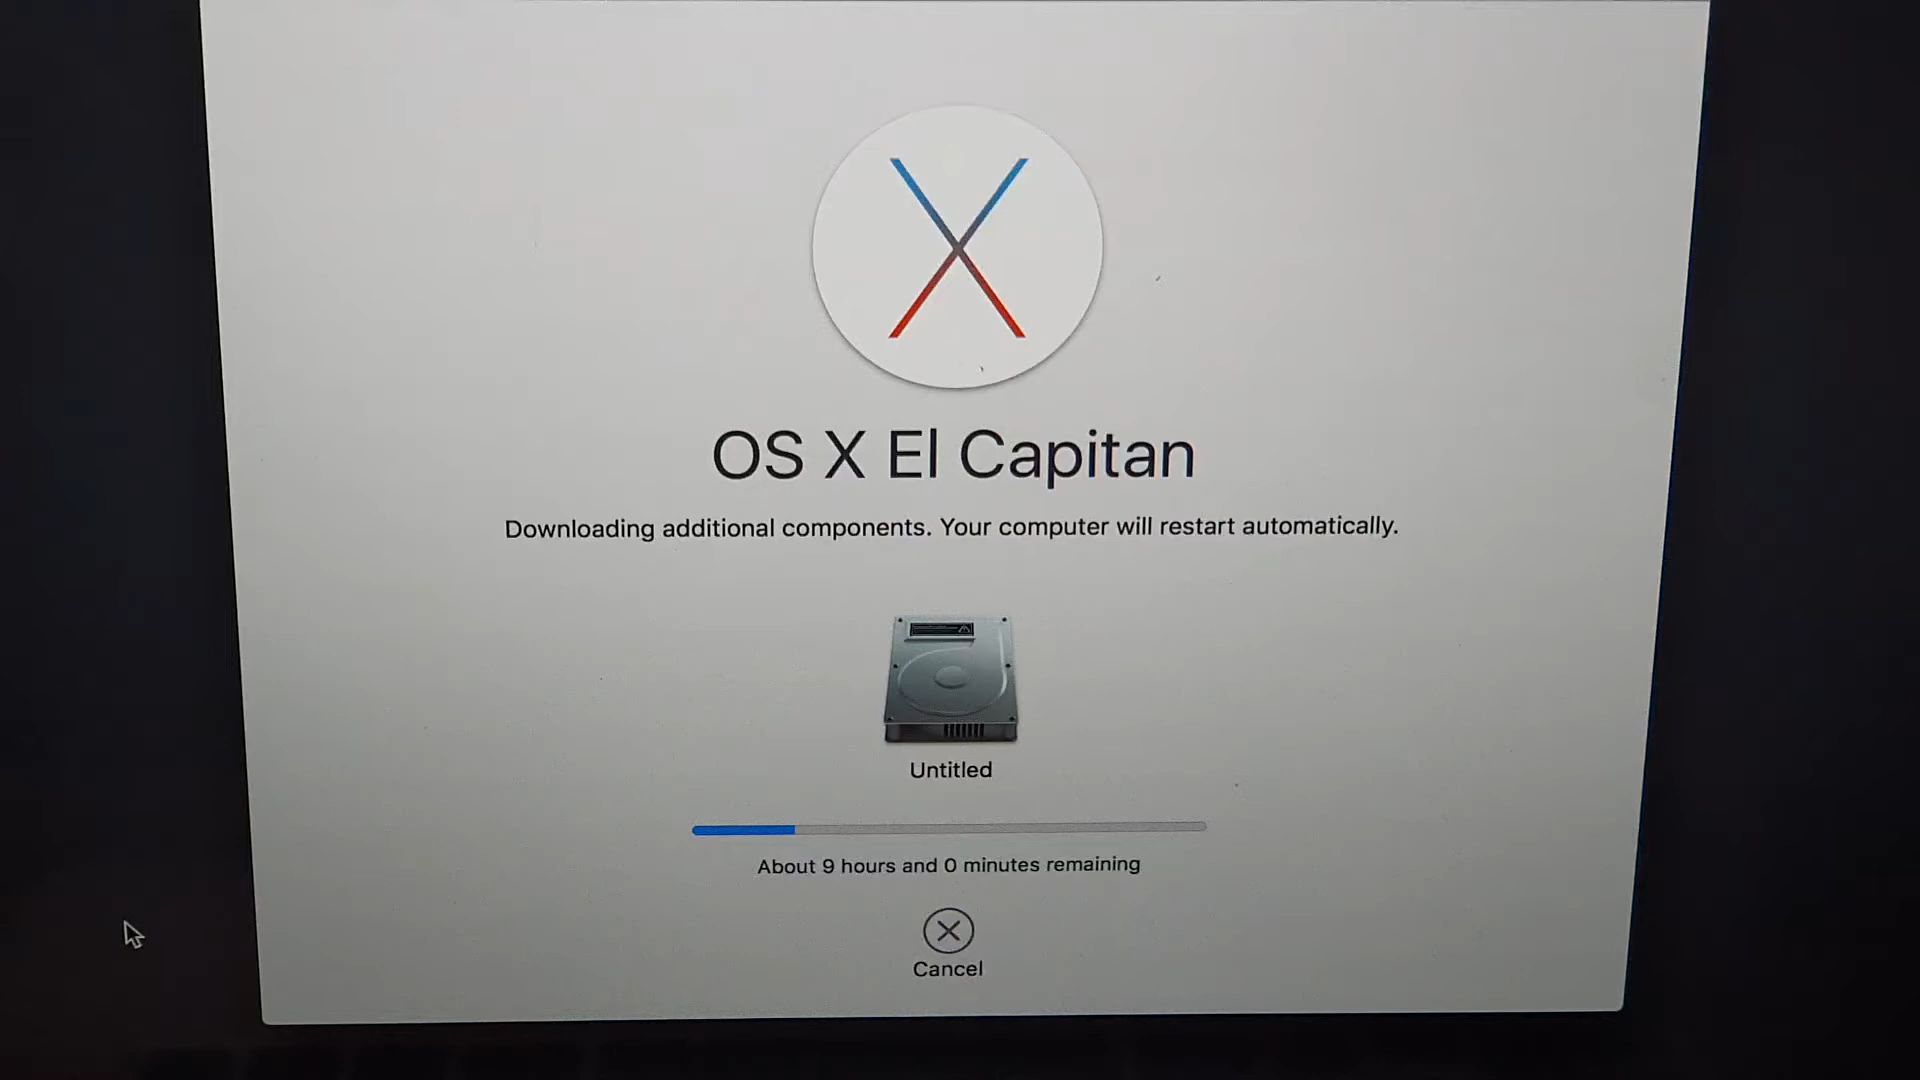 OS X El Capitan
Downloading additional components. Your computer will restart automatically.
Untitled
About 9 hours and 0 minutes remaining
Cancel